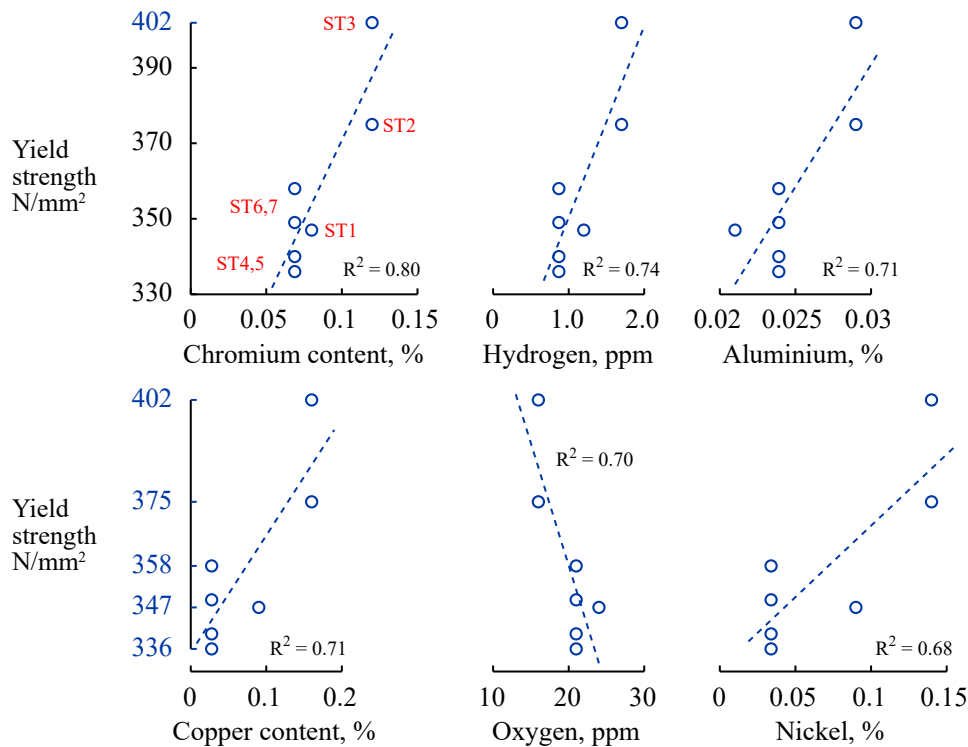 402
390
370
350
330
Yield
strength
N/mm²
ST3
ST2
ST6,7
ST1
ST4,5
R² = 0.80
R² = 0.74
R² = 0.71
0 0.05 0.1 0.15
0 1.0 2.0
0.02 0.025 0.03
Chromium content, %
Hydrogen, ppm
Aluminium, %
402
375
358
347
336
Yield
strength
N/mm²
R² = 0.71
R² = 0.70
R² = 0.68
0 0.1 0.2
10 20 30
0 0.05 0.1 0.15
Copper content, %
Oxygen, ppm
Nickel, %